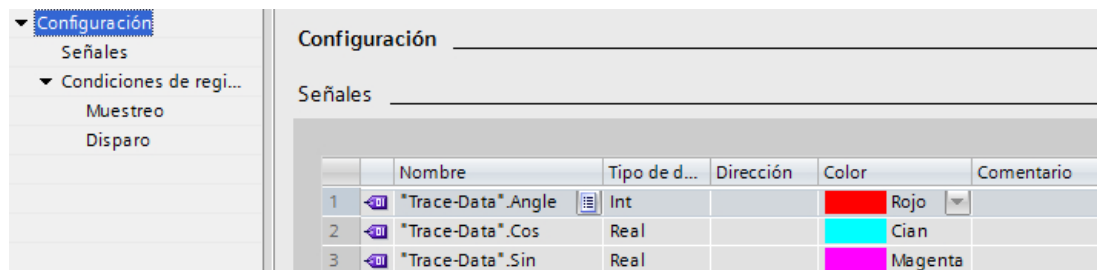 Configuración
Señales
Condiciones de regi...
Muestreo
Disparo
Configuración
Señales
Nombre Tipo de d... Dirección Color Comentario
1 "Trace-Data".Angle Int Rojo
2 "Trace-Data".Cos Real Cian
3 "Trace-Data".Sin Real Magenta